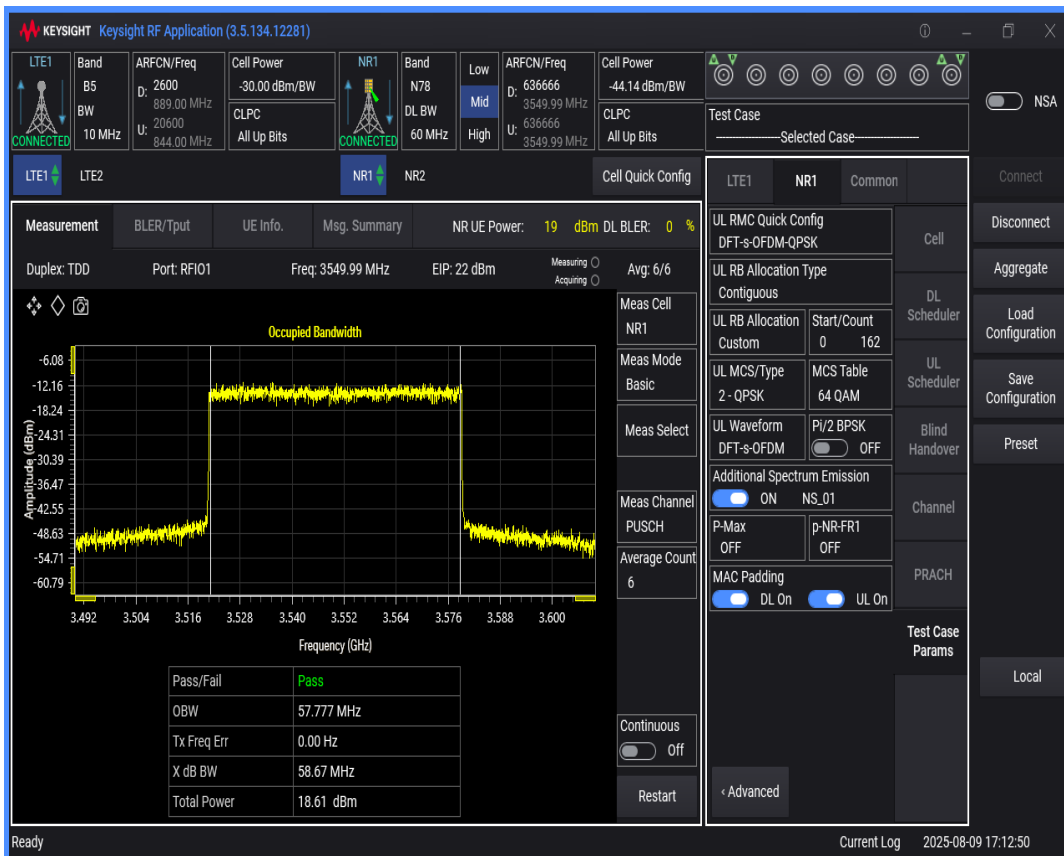 KEYSIGHT Keysight RF Application (3.5.134.12281)
LTE1
CONNECTED
Band
B5
BW
10 MHz
ARFCN/Freq
D: 2600
889.00 MHz
U: 20600
844.00 MHz
Cell Power
-30.00 dBm/BW
CLPC
All Up Bits
NR1
CONNECTED
Band
N78
DL BW
60 MHz
Low
Mid
High
ARFCN/Freq
D: 636666
3549.99 MHz
U: 636666
3549.99 MHz
Cell Power
-44.14 dBm/BW
CLPC
All Up Bits
Test Case
Selected Case
NSA
LTE1 LTE2
NR1 NR2
Cell Quick Config
Measurement BLER/Tput UE Info. Msg. Summary NR UE Power: 19 dBm DL BLER: 0 %
Duplex: TDD Port: RFIO1 Freq: 3549.99 MHz EIP: 22 dBm
Measuring
Acquiring
Avg: 6/6
Occupied Bandwidth
Amplitude (dBm)
-6.08
-12.16
-18.24
-24.31
-30.39
-36.47
-42.55
-48.63
-54.71
-60.79
3.492 3.504 3.516 3.528 3.540 3.552 3.564 3.576 3.588 3.600
Frequency (GHz)
Pass/Fail Pass
OBW 57.777 MHz
Tx Freq Err 0.00 Hz
X dB BW 58.67 MHz
Total Power 18.61 dBm
Meas Cell
NR1
Meas Mode
Basic
Meas Select
Meas Channel
PUSCH
Average Count
6
Continuous
Off
Restart
LTE1 NR1 Common
UL RMC Quick Config
DFT-s-OFDM-QPSK
UL RB Allocation Type
Contiguous
UL RB Allocation
Custom
Start/Count
0 162
UL MCS/Type
2 - QPSK
MCS Table
64 QAM
UL Waveform
DFT-s-OFDM
Pi/2 BPSK
OFF
Additional Spectrum Emission
ON NS_01
P-Max
OFF
p-NR-FR1
OFF
MAC Padding
DL On UL On
‹ Advanced
Cell
DL
Scheduler
UL
Scheduler
Blind
Handover
Channel
PRACH
Test Case
Params
Connect
Disconnect
Aggregate
Load
Configuration
Save
Configuration
Preset
Local
Ready
Current Log 2025-08-09 17:12:50